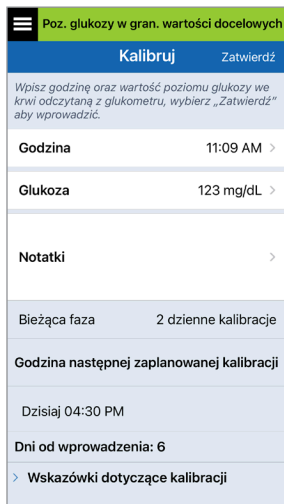 Poz. glukozy w gran. wartości docelowych
Kalibruj Zatwierdź
Wpisz godzinę oraz wartość poziomu glukozy we
krwi odczytaną z glukometru, wybierz „Zatwierdź”
aby wprowadzić.
Godzina 11:09 AM >
Glukoza 123 mg/dL >
Notatki >
Bieżąca faza 2 dzienne kalibracje
Godzina następnej zaplanowanej kalibracji
Dzisiaj 04:30 PM
Dni od wprowadzenia: 6
> Wskazówki dotyczące kalibracji